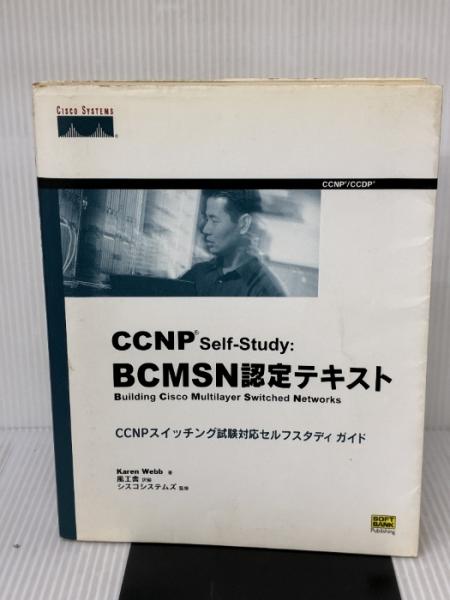 CISCO SYSTEMS
CCNP®/CCDP®
CCNP® Self-Study:
BCMSN認定テキスト
Building Cisco Multilayer Switched Networks
CCNPスイッチング試験対応セルフスタディ ガイド
Karen Webb 著
風工舎 訳編
シスコシステムズ 監修
SOFT
BANK
Publishing